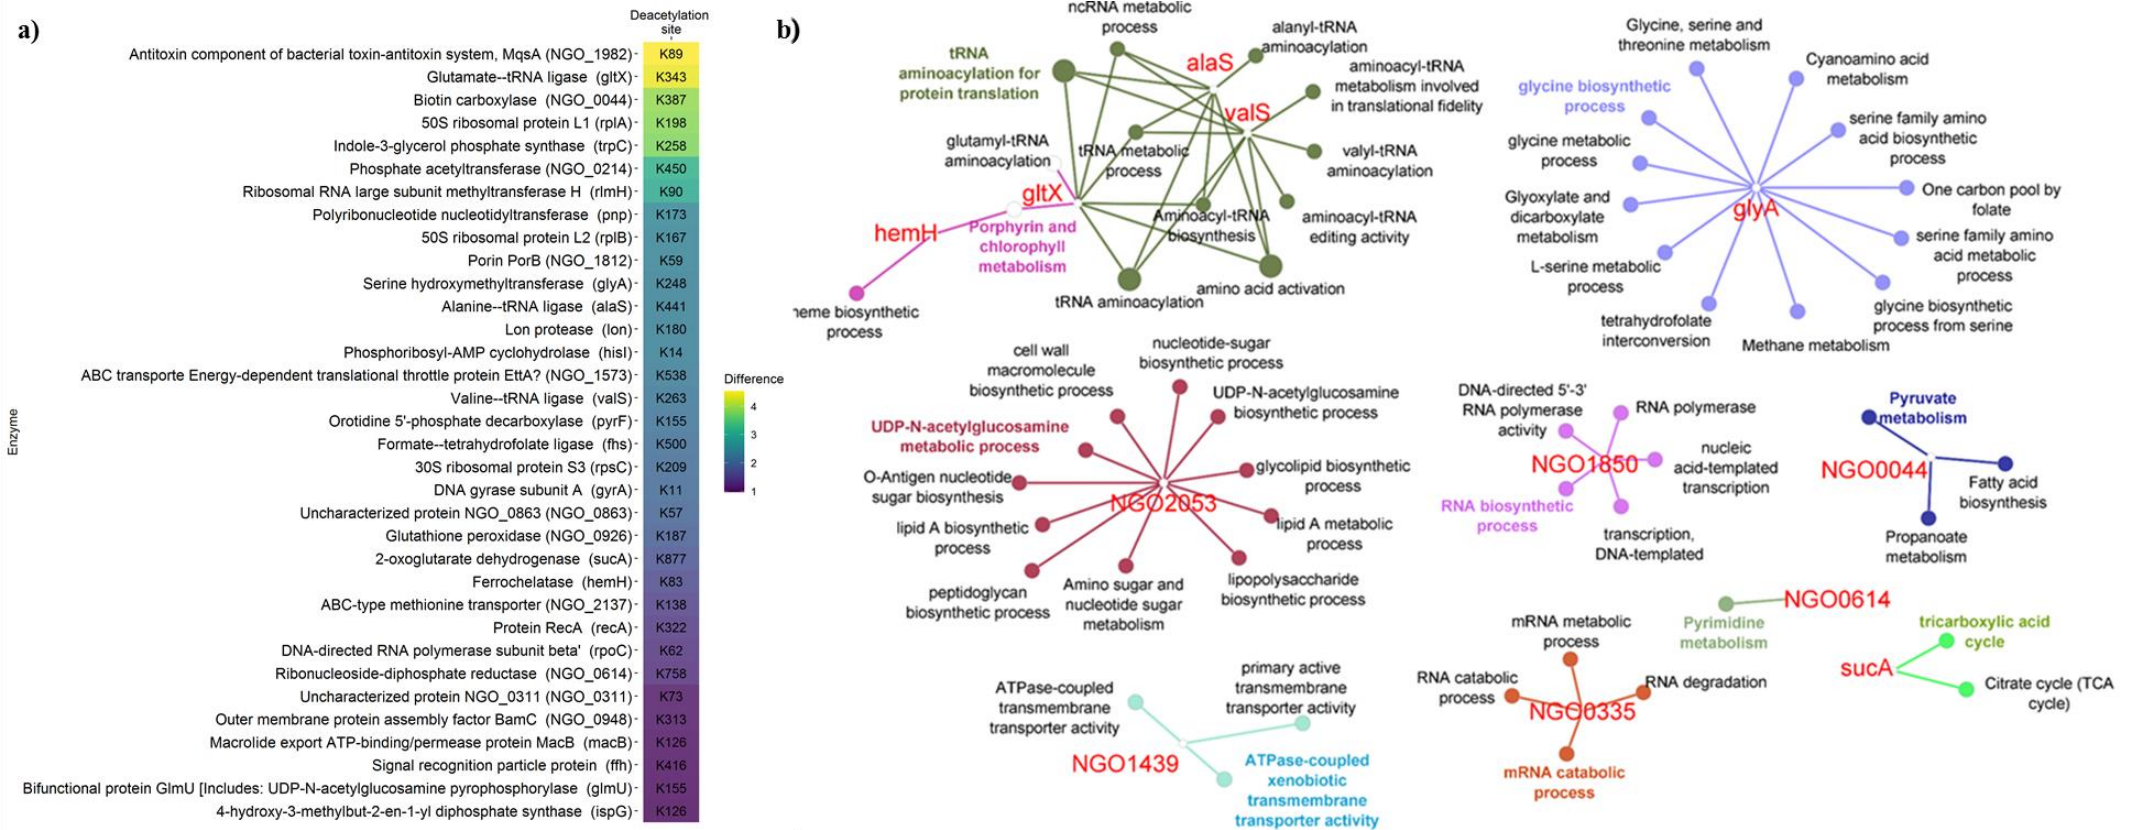 a)
Deacetylation
site
Antitoxin component of bacterial toxin-antitoxin system, MqsA (NGO_1982) K89
Glutamate--tRNA ligase (gltX) K343
Biotin carboxylase (NGO_0044) K387
50S ribosomal protein L1 (rplA) K198
Indole-3-glycerol phosphate synthase (trpC) K258
Phosphate acetyltransferase (NGO_0214) K450
Ribosomal RNA large subunit methyltransferase H (rlmH) K90
Polyribonucleotide nucleotidyltransferase (pnp) K173
50S ribosomal protein L2 (rplB) K167
Porin PorB (NGO_1812) K59
Serine hydroxymethyltransferase (glyA) K248
Alanine--tRNA ligase (alaS) K441
Lon protease (lon) K180
Phosphoribosyl-AMP cyclohydrolase (hisI) K14
ABC transporte Energy-dependent translational throttle protein EttA? (NGO_1573) K538
Valine--tRNA ligase (valS) K263
Orotidine 5'-phosphate decarboxylase (pyrF) K155
Formate--tetrahydrofolate ligase (fhs) K500
30S ribosomal protein S3 (rpsC) K209
DNA gyrase subunit A (gyrA) K11
Uncharacterized protein NGO_0863 (NGO_0863) K57
Glutathione peroxidase (NGO_0926) K187
2-oxoglutarate dehydrogenase (sucA) K877
Ferrochelatase (hemH) K83
ABC-type methionine transporter (NGO_2137) K138
Protein RecA (recA) K322
DNA-directed RNA polymerase subunit beta' (rpoC) K62
Ribonucleoside-diphosphate reductase (NGO_0614) K758
Uncharacterized protein NGO_0311 (NGO_0311) K73
Outer membrane protein assembly factor BamC (NGO_0948) K313
Macrolide export ATP-binding/permease protein MacB (macB) K126
Signal recognition particle protein (ffh) K416
Bifunctional protein GlmU [Includes: UDP-N-acetylglucosamine pyrophosphorylase (glmU) K155
4-hydroxy-3-methylbut-2-en-1-yl diphosphate synthase (ispG) K126
Enzyme
Difference
4
3
2
1
b)
ncRNA metabolic
process
tRNA
aminoacylation for
protein translation
alaS
alanyl-tRNA
aminoacylation
aminoacyl-tRNA
metabolism involved
in translational fidelity
valS
glutamyl-tRNA
aminoacylation
tRNA metabolic
process
valyl-tRNA
aminoacylation
gltX
hemH
Porphyrin and
chlorophyll
metabolism
Aminoacyl-tRNA
biosynthesis
aminoacyl-tRNA
editing activity
heme biosynthetic
process
tRNA aminoacylation
amino acid activation
Glycine, serine and
threonine metabolism
Cyanoamino acid
metabolism
glycine biosynthetic
process
serine family amino
acid biosynthetic
process
glycine metabolic
process
Glyoxylate and
dicarboxylate
metabolism
One carbon pool by
folate
glyA
serine family amino
acid metabolic
process
L-serine metabolic
process
glycine biosynthetic
process from serine
tetrahydrofolate
interconversion
Methane metabolism
cell wall
macromolecule
biosynthetic process
nucleotide-sugar
biosynthetic process
UDP-N-acetylglucosamine
biosynthetic process
UDP-N-acetylglucosamine
metabolic process
O-Antigen nucleotide
sugar biosynthesis
glycolipid biosynthetic
process
NGO2053
lipid A biosynthetic
process
lipid A metabolic
process
peptidoglycan
biosynthetic process
Amino sugar and
nucleotide sugar
metabolism
lipopolysaccharide
biosynthetic process
DNA-directed 5'-3'
RNA polymerase
activity
RNA polymerase
NGO1850
nucleic
acid-templated
transcription
RNA biosynthetic
process
transcription,
DNA-templated
Pyruvate
metabolism
NGO0044
Fatty acid
biosynthesis
Propanoate
metabolism
NGO0614
Pyrimidine
metabolism
tricarboxylic acid
cycle
sucA
Citrate cycle (TCA
cycle)
mRNA metabolic
process
RNA catabolic
process
RNA degradation
NGO0335
mRNA catabolic
process
ATPase-coupled
transmembrane
transporter activity
primary active
transmembrane
transporter activity
NGO1439
ATPase-coupled
xenobiotic
transmembrane
transporter activity